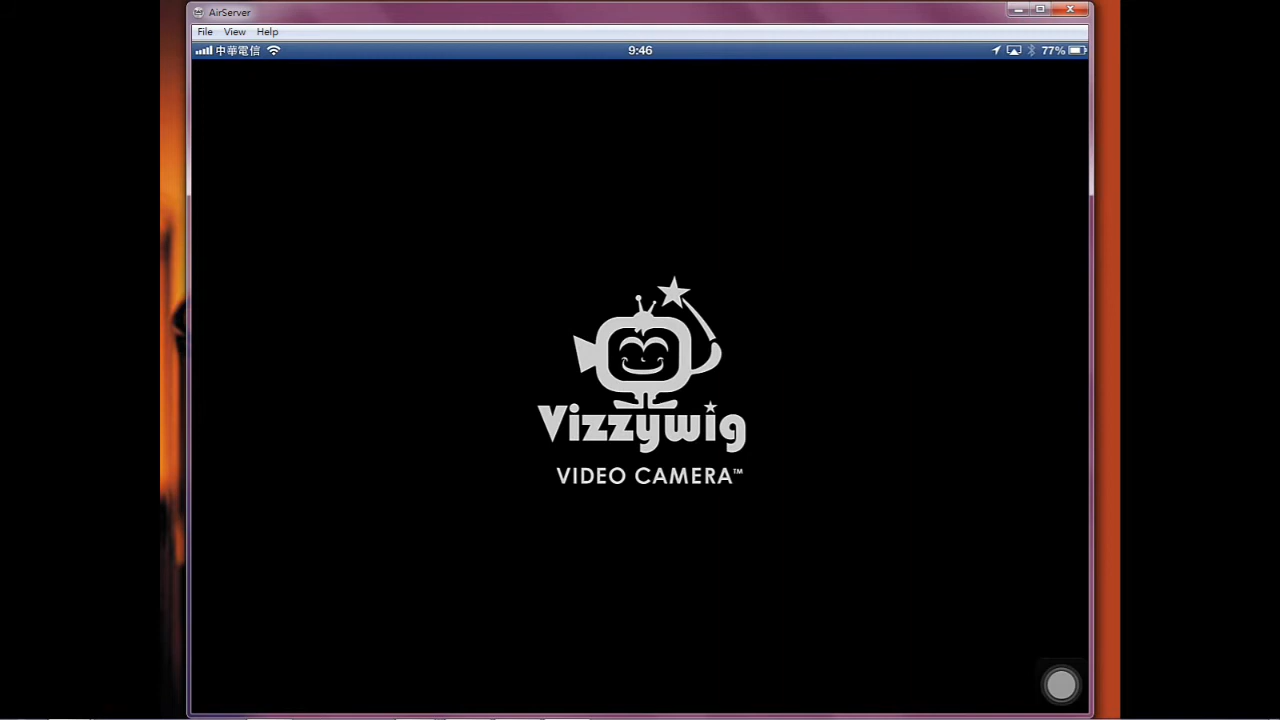 AirServer
File View Help
中華電信 9:46 77%
Vizzywig
VIDEO CAMERA™